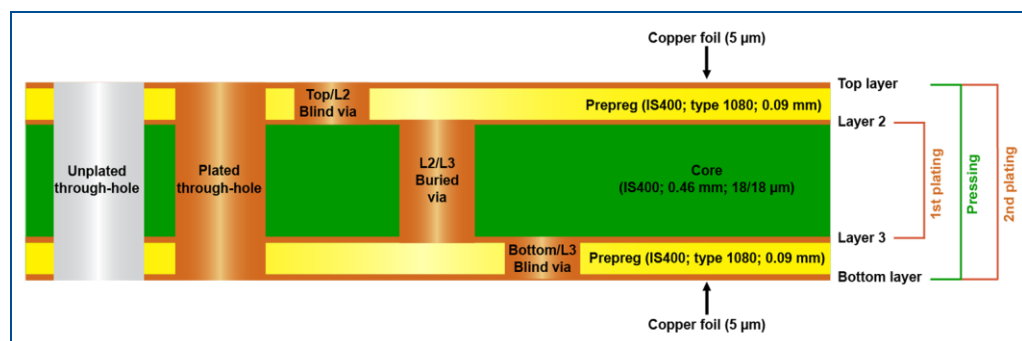 Copper foil (5 µm)
Top layer
Top/L2
Blind via
Prepreg (IS400; type 1080; 0.09 mm)
Layer 2
Unplated
through-hole
Plated
through-hole
L2/L3
Buried
via
Core
(IS400; 0.46 mm; 18/18 µm)
1st plating
Pressing
2nd plating
Layer 3
Bottom/L3
Blind via
Prepreg (IS400; type 1080; 0.09 mm)
Bottom layer
Copper foil (5 µm)